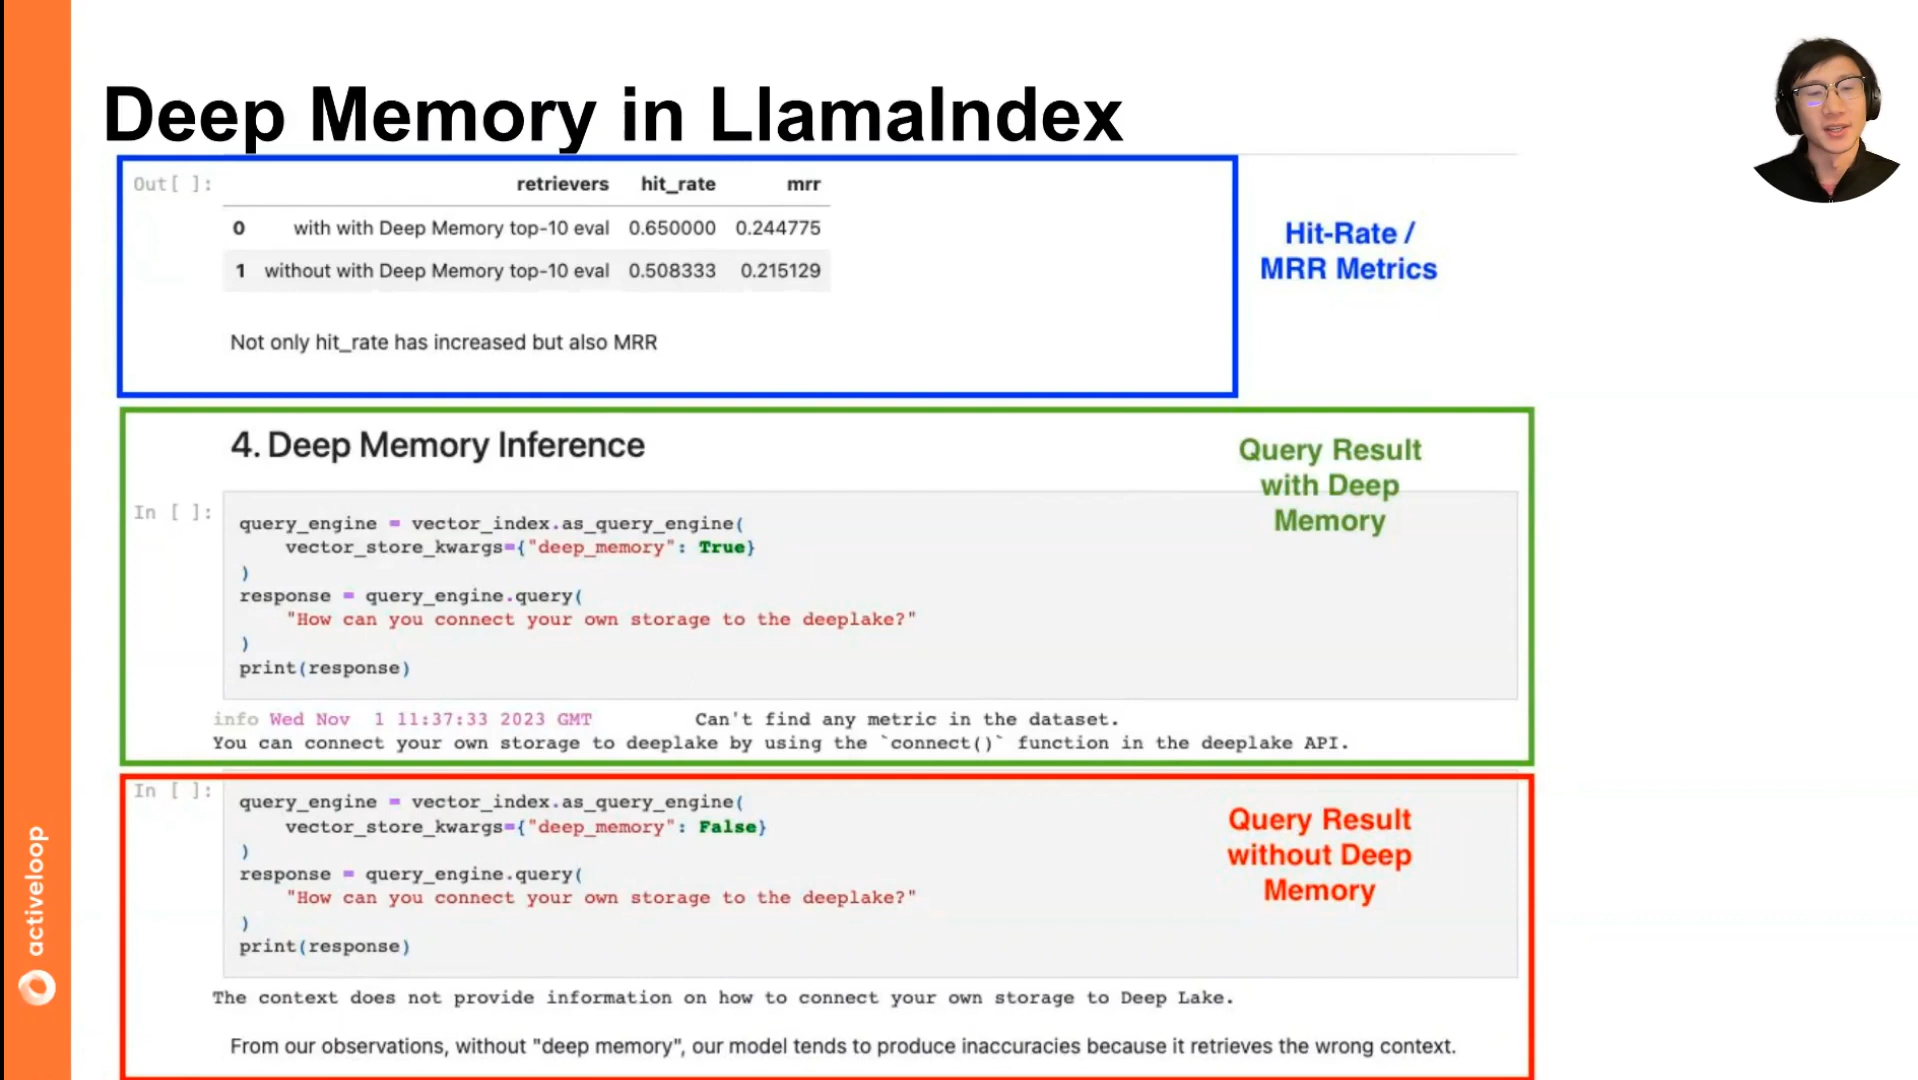 Deep Memory in LlamaIndex
Out[ ]:
retrievers hit_rate mrr
0 with with Deep Memory top-10 eval 0.650000 0.244775
1 without with Deep Memory top-10 eval 0.508333 0.215129
Not only hit_rate has increased but also MRR
Hit-Rate /
MRR Metrics
4. Deep Memory Inference
Query Result
with Deep
Memory
In [ ]:
query_engine = vector_index.as_query_engine(
    vector_store_kwargs={"deep_memory": True}
)
response = query_engine.query(
    "How can you connect your own storage to the deeplake?"
)
print(response)
info Wed Nov  1 11:37:33 2023 GMT Can't find any metric in the dataset.
You can connect your own storage to deeplake by using the `connect()` function in the deeplake API.
In [ ]:
query_engine = vector_index.as_query_engine(
    vector_store_kwargs={"deep_memory": False}
)
response = query_engine.query(
    "How can you connect your own storage to the deeplake?"
)
print(response)
Query Result
without Deep
Memory
The context does not provide information on how to connect your own storage to Deep Lake.
From our observations, without "deep memory", our model tends to produce inaccuracies because it retrieves the wrong context.
activeloop